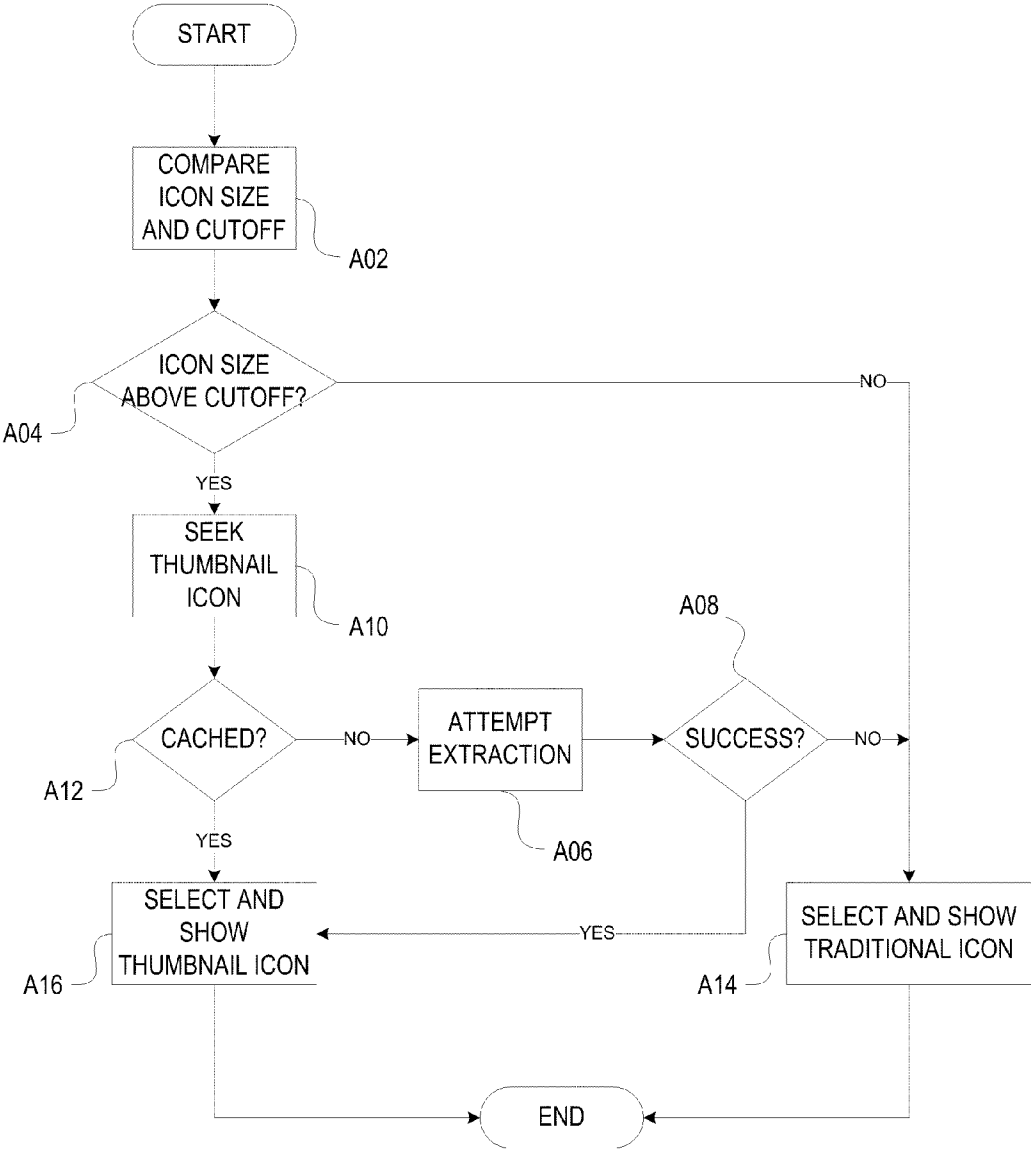 START
COMPARE
ICON SIZE
AND CUTOFF
A02
ICON SIZE
ABOVE CUTOFF?
NO
A04
YES
SEEK
THUMBNAIL
ICON
A10
A08
CACHED?
NO
ATTEMPT
EXTRACTION
SUCCESS?
NO
A12
A06
YES
SELECT AND
SHOW
THUMBNAIL ICON
YES
SELECT AND SHOW
TRADITIONAL ICON
A16
A14
END